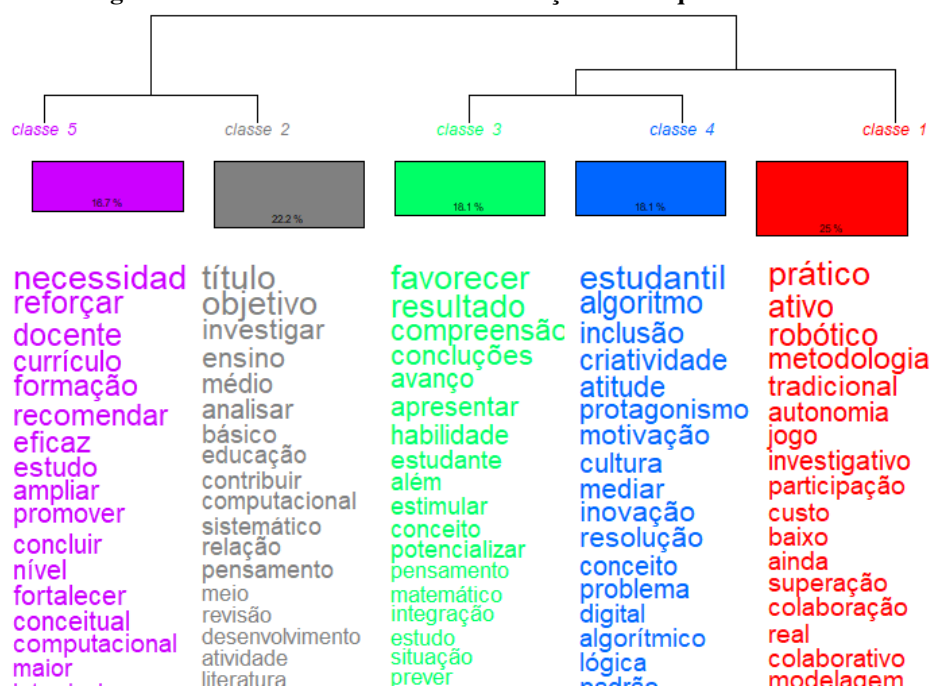 classe 5
classe 2
classe 3
classe 4
classe 1
16.7 %
22.2 %
18.1 %
18.1 %
25 %
necessidad
reforçar
docente
currículo
formação
recomendar
eficaz
estudo
ampliar
promover
concluir
nível
fortalecer
conceitual
computacional
maior
título
objetivo
investigar
ensino
médio
analisar
básico
educação
contribuir
computacional
sistemático
relação
pensamento
meio
revisão
desenvolvimento
atividade
literatura
favorecer
resultado
compreensão
concluções
avanço
apresentar
habilidade
estudante
além
estimular
conceito
potencializar
pensamento
matemático
integração
estudo
situação
prever
estudantil
algoritmo
inclusão
criatividade
atitude
protagonismo
motivação
cultura
mediar
inovação
resolução
conceito
problema
digital
algorítmico
lógica
padrão
prático
ativo
robótico
metodologia
tradicional
autonomia
jogo
investigativo
participação
custo
baixo
ainda
superação
colaboração
real
colaborativo
modelagem